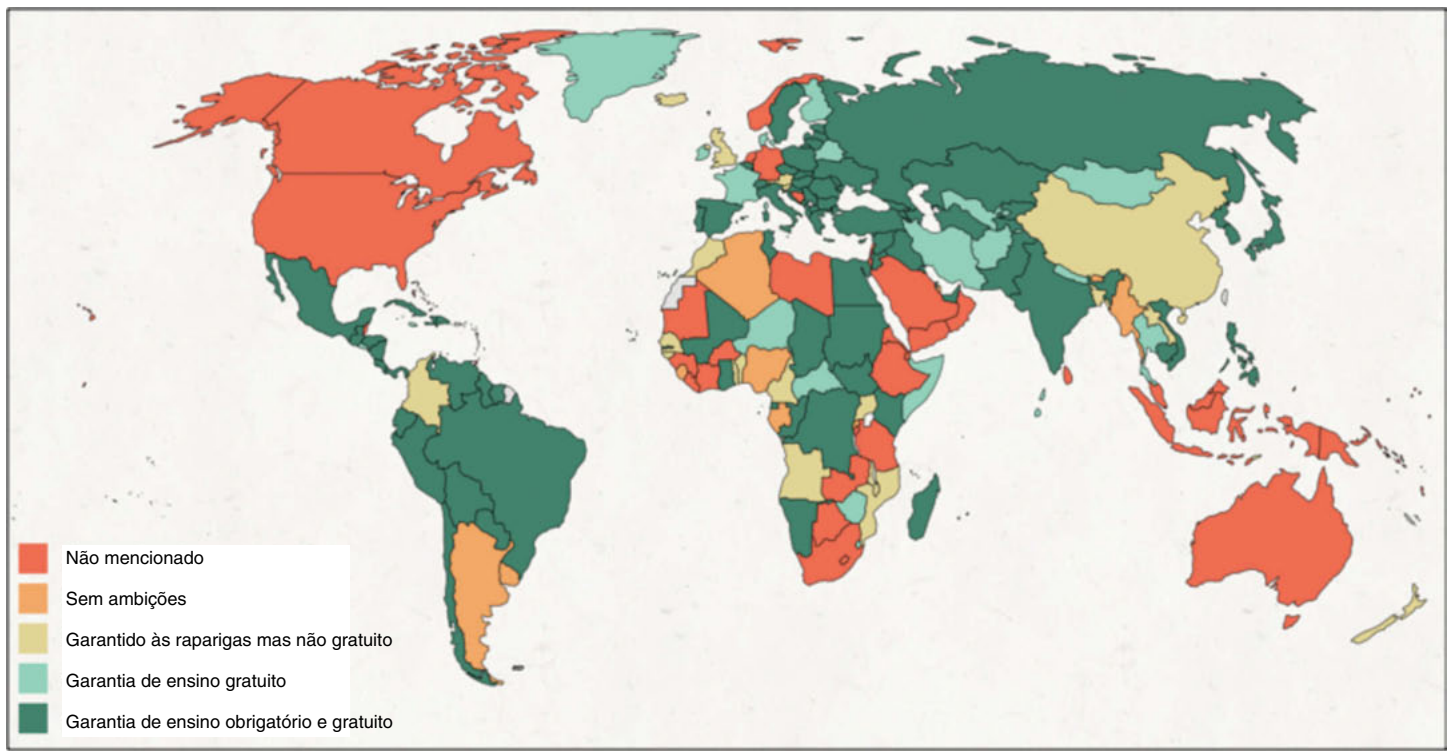 Não mencionado
Sem ambições
Garantido às raparigas mas não gratuito
Garantia de ensino gratuito
Garantia de ensino obrigatório e gratuito